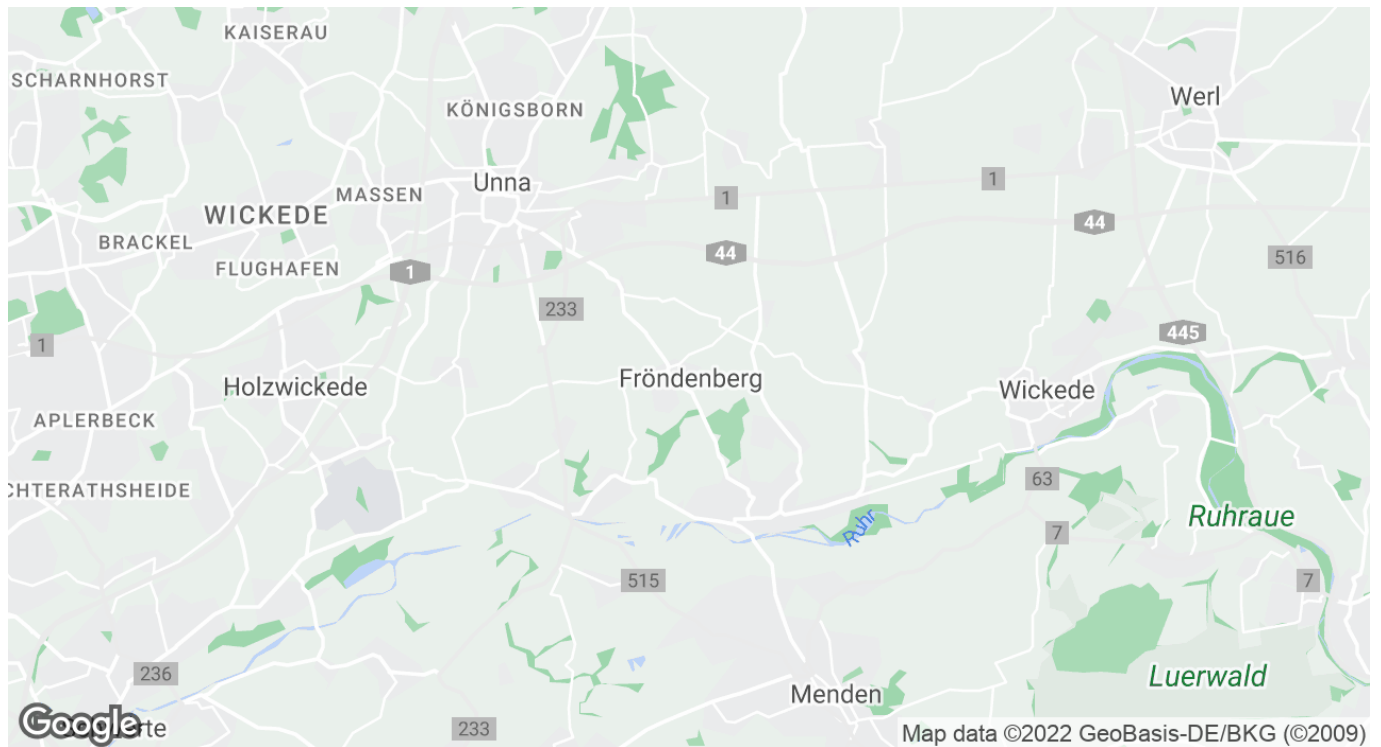 KAISERAU
SCHARNHORST
Werl
KÖNIGSBORN
Unna
1
MASSEN
1
WICKEDE
44
BRACKEL
44
516
FLUGHAFEN
1
233
445
1
Fröndenberg
Holzwickede
Wickede
APLERBECK
63
CHTERATHSHEIDE
Ruhraue
Ruhr
7
515
7
236
Luerwald
Menden
Google
233
Map data ©2022 GeoBasis-DE/BKG (©2009)